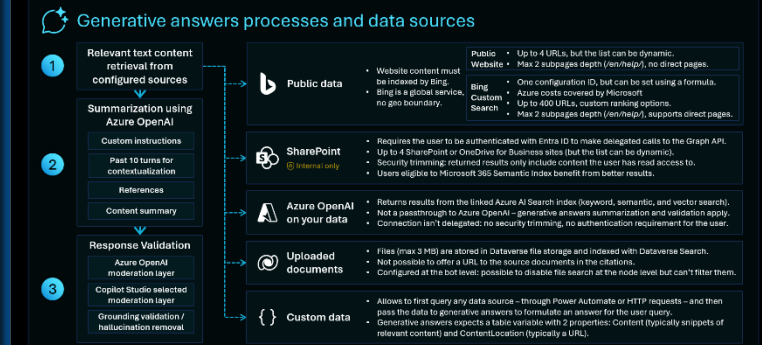 Generative answers processes and data sources
1
Relevant text content
retrieval from
configured sources
2
Summarization using
Azure OpenAI
Custom instructions
Past 10 turns for
contextualization
References
Content summary
3
Response Validation
Azure OpenAI
moderation layer
Copilot Studio selected
moderation layer
Grounding validation /
hallucination removal
Public data
• Website content must
be indexed by Bing.
• Bing is a global service,
no geo boundary.
Public
Website
• Up to 4 URLs, but the list can be dynamic.
• Max 2 subpages depth (/en/help/), no direct pages.
Bing
Custom
Search
• One configuration ID, but can be set using a formula.
• Azure costs covered by Microsoft
• Up to 400 URLs, custom ranking options.
• Max 2 subpages depth (/en/help/), supports direct pages.
SharePoint
Internal only
• Requires the user to be authenticated with Entra ID to make delegated calls to the Graph API.
• Up to 4 SharePoint or OneDrive for Business sites (but the list can be dynamic).
• Security trimming: returned results only include content the user has read access to.
• Users eligible to Microsoft 365 Semantic Index benefit from better results.
Azure OpenAI
on your data
• Returns results from the linked Azure AI Search index (keyword, semantic, and vector search).
• Not a passthrough to Azure OpenAI – generative answers summarization and validation apply.
• Connection isn't delegated: no security trimming, no authentication requirement for the user.
Uploaded
documents
• Files (max 3 MB) are stored in Dataverse file storage and indexed with Dataverse Search.
• Not possible to offer a URL to the source documents in the citations.
• Configured at the bot level: possible to disable file search at the node level but can't filter them.
{ }
Custom data
• Allows to first query any data source – through Power Automate or HTTP requests – and then
pass the data to generative answers to formulate an answer for the user query.
• Generative answers expects a table variable with 2 properties: Content (typically snippets of
relevant content) and ContentLocation (typically a URL).